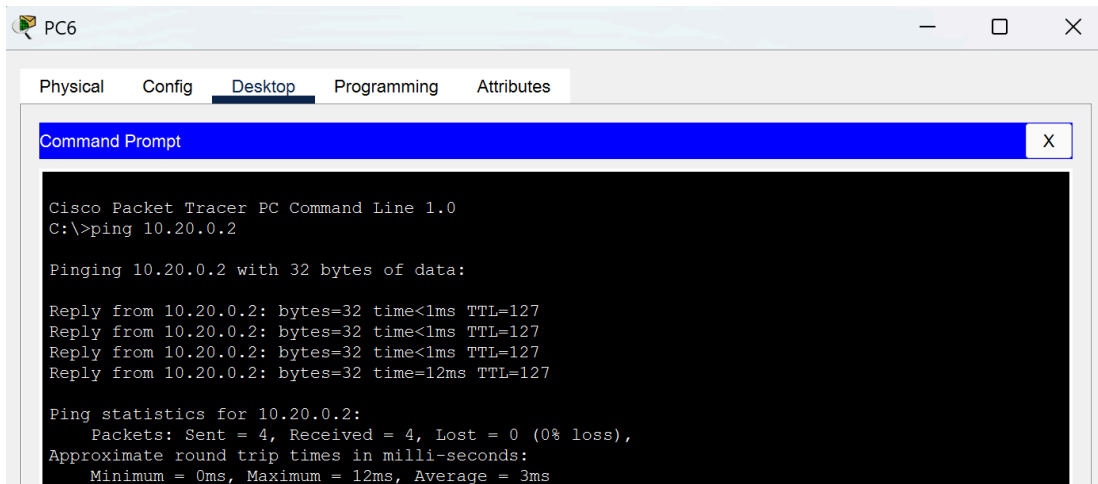 PC6
Physical Config Desktop Programming Attributes
Command Prompt
X
Cisco Packet Tracer PC Command Line 1.0
C:\>ping 10.20.0.2
Pinging 10.20.0.2 with 32 bytes of data:
Reply from 10.20.0.2: bytes=32 time<1ms TTL=127
Reply from 10.20.0.2: bytes=32 time<1ms TTL=127
Reply from 10.20.0.2: bytes=32 time<1ms TTL=127
Reply from 10.20.0.2: bytes=32 time=12ms TTL=127
Ping statistics for 10.20.0.2:
Packets: Sent = 4, Received = 4, Lost = 0 (0% loss),
Approximate round trip times in milli-seconds:
Minimum = 0ms, Maximum = 12ms, Average = 3ms